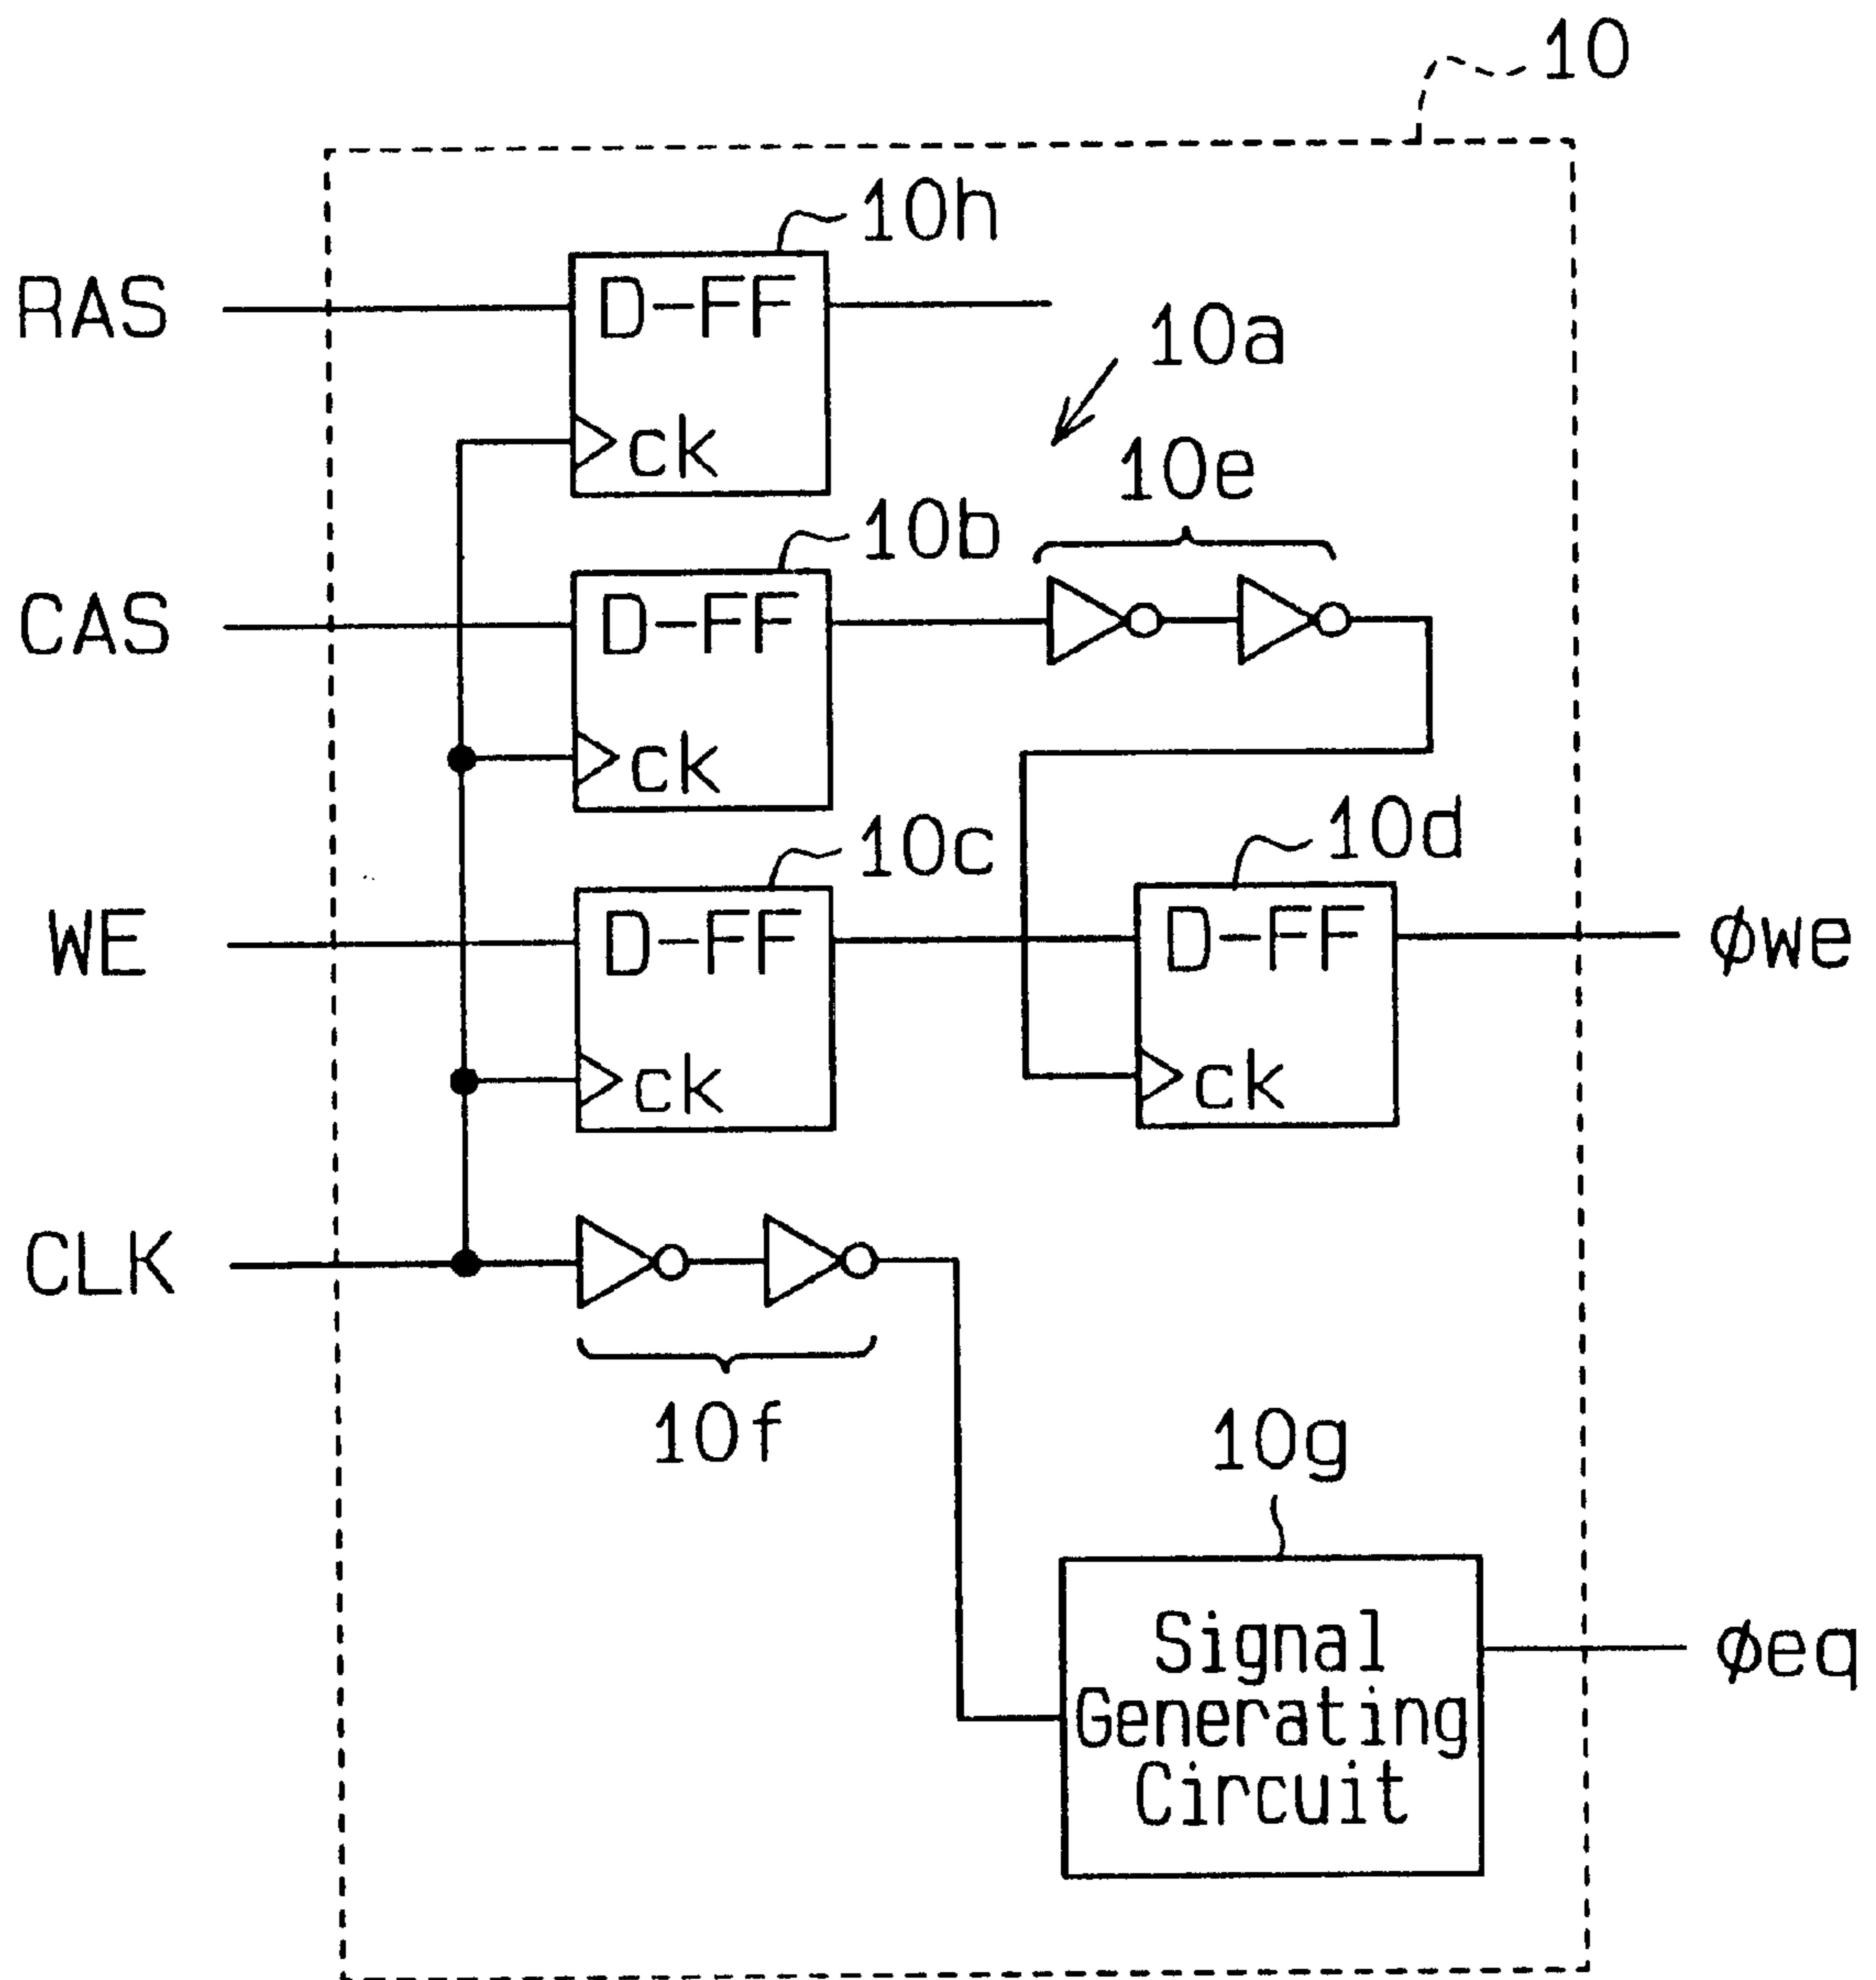 10
10h
RAS
D-FF
ck
10a
10e
10b
CAS
D-FF
ck
10c
10d
WE
D-FF
ck
D-FF
ck
φwe
CLK
10f
10g
Signal
Generating
Circuit
φeq